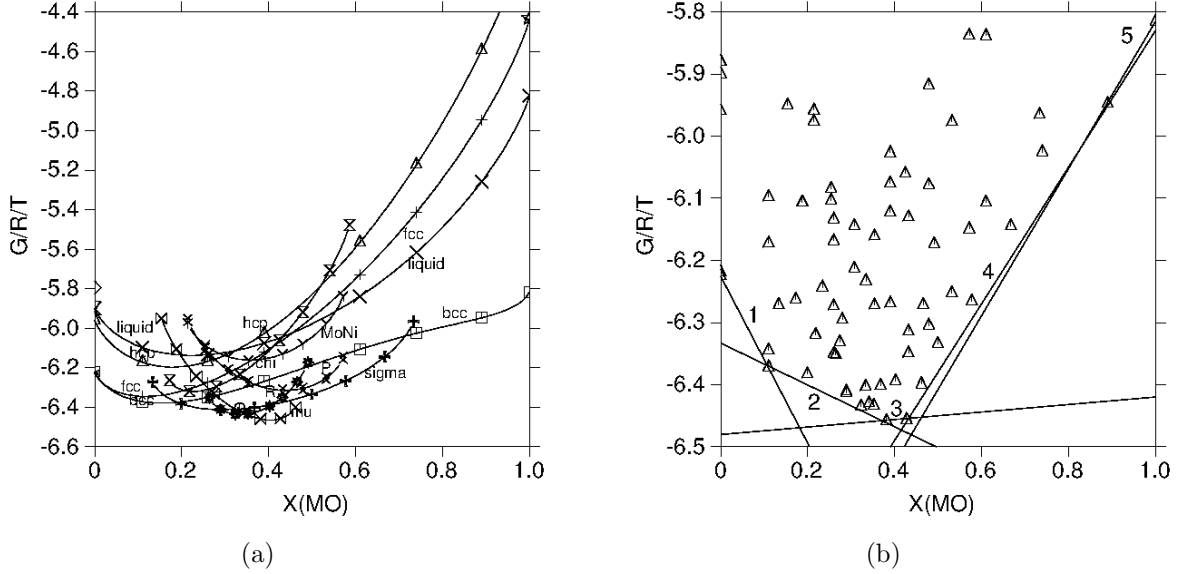 -4.4
-4.6
-4.8
-5.0
-5.2
-5.4
-5.6
-5.8
-6.0
-6.2
-6.4
-6.6
G/R/T
0
0.2
0.4
0.6
0.8
1.0
X(MO)
fcc
liquid
hcp
bcc
liquid
MoNi
hcp
chi
P
sigma
fcc
bcc
mu
(a)
-5.8
-5.9
-6.0
-6.1
-6.2
-6.3
-6.4
-6.5
G/R/T
0
0.2
0.4
0.6
0.8
1.0
X(MO)
5
4
1
2
3
(b)